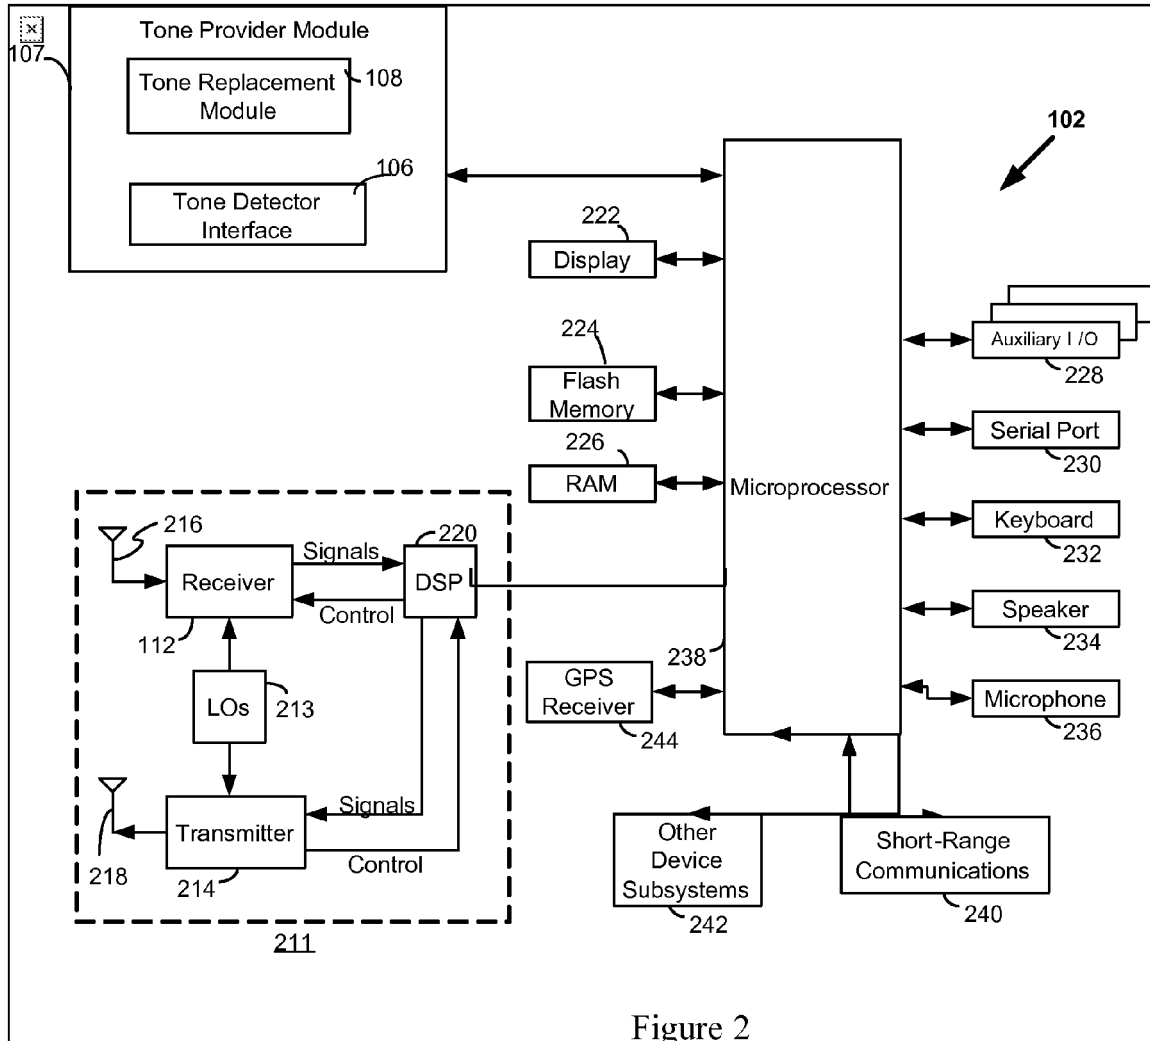 Tone Provider Module
107
Tone Replacement
Module
108
106
Tone Detector
Interface
102
222
Display
224
Flash
Memory
226
RAM
Microprocessor
Auxiliary I /O
228
Serial Port
230
Keyboard
232
Speaker
234
Microphone
236
216
Signals
220
Receiver
DSP
Control
112
LOs
213
238
GPS
Receiver
244
Signals
Transmitter
Control
218
214
211
Other
Device
Subsystems
242
Short-Range
Communications
240
Figure 2